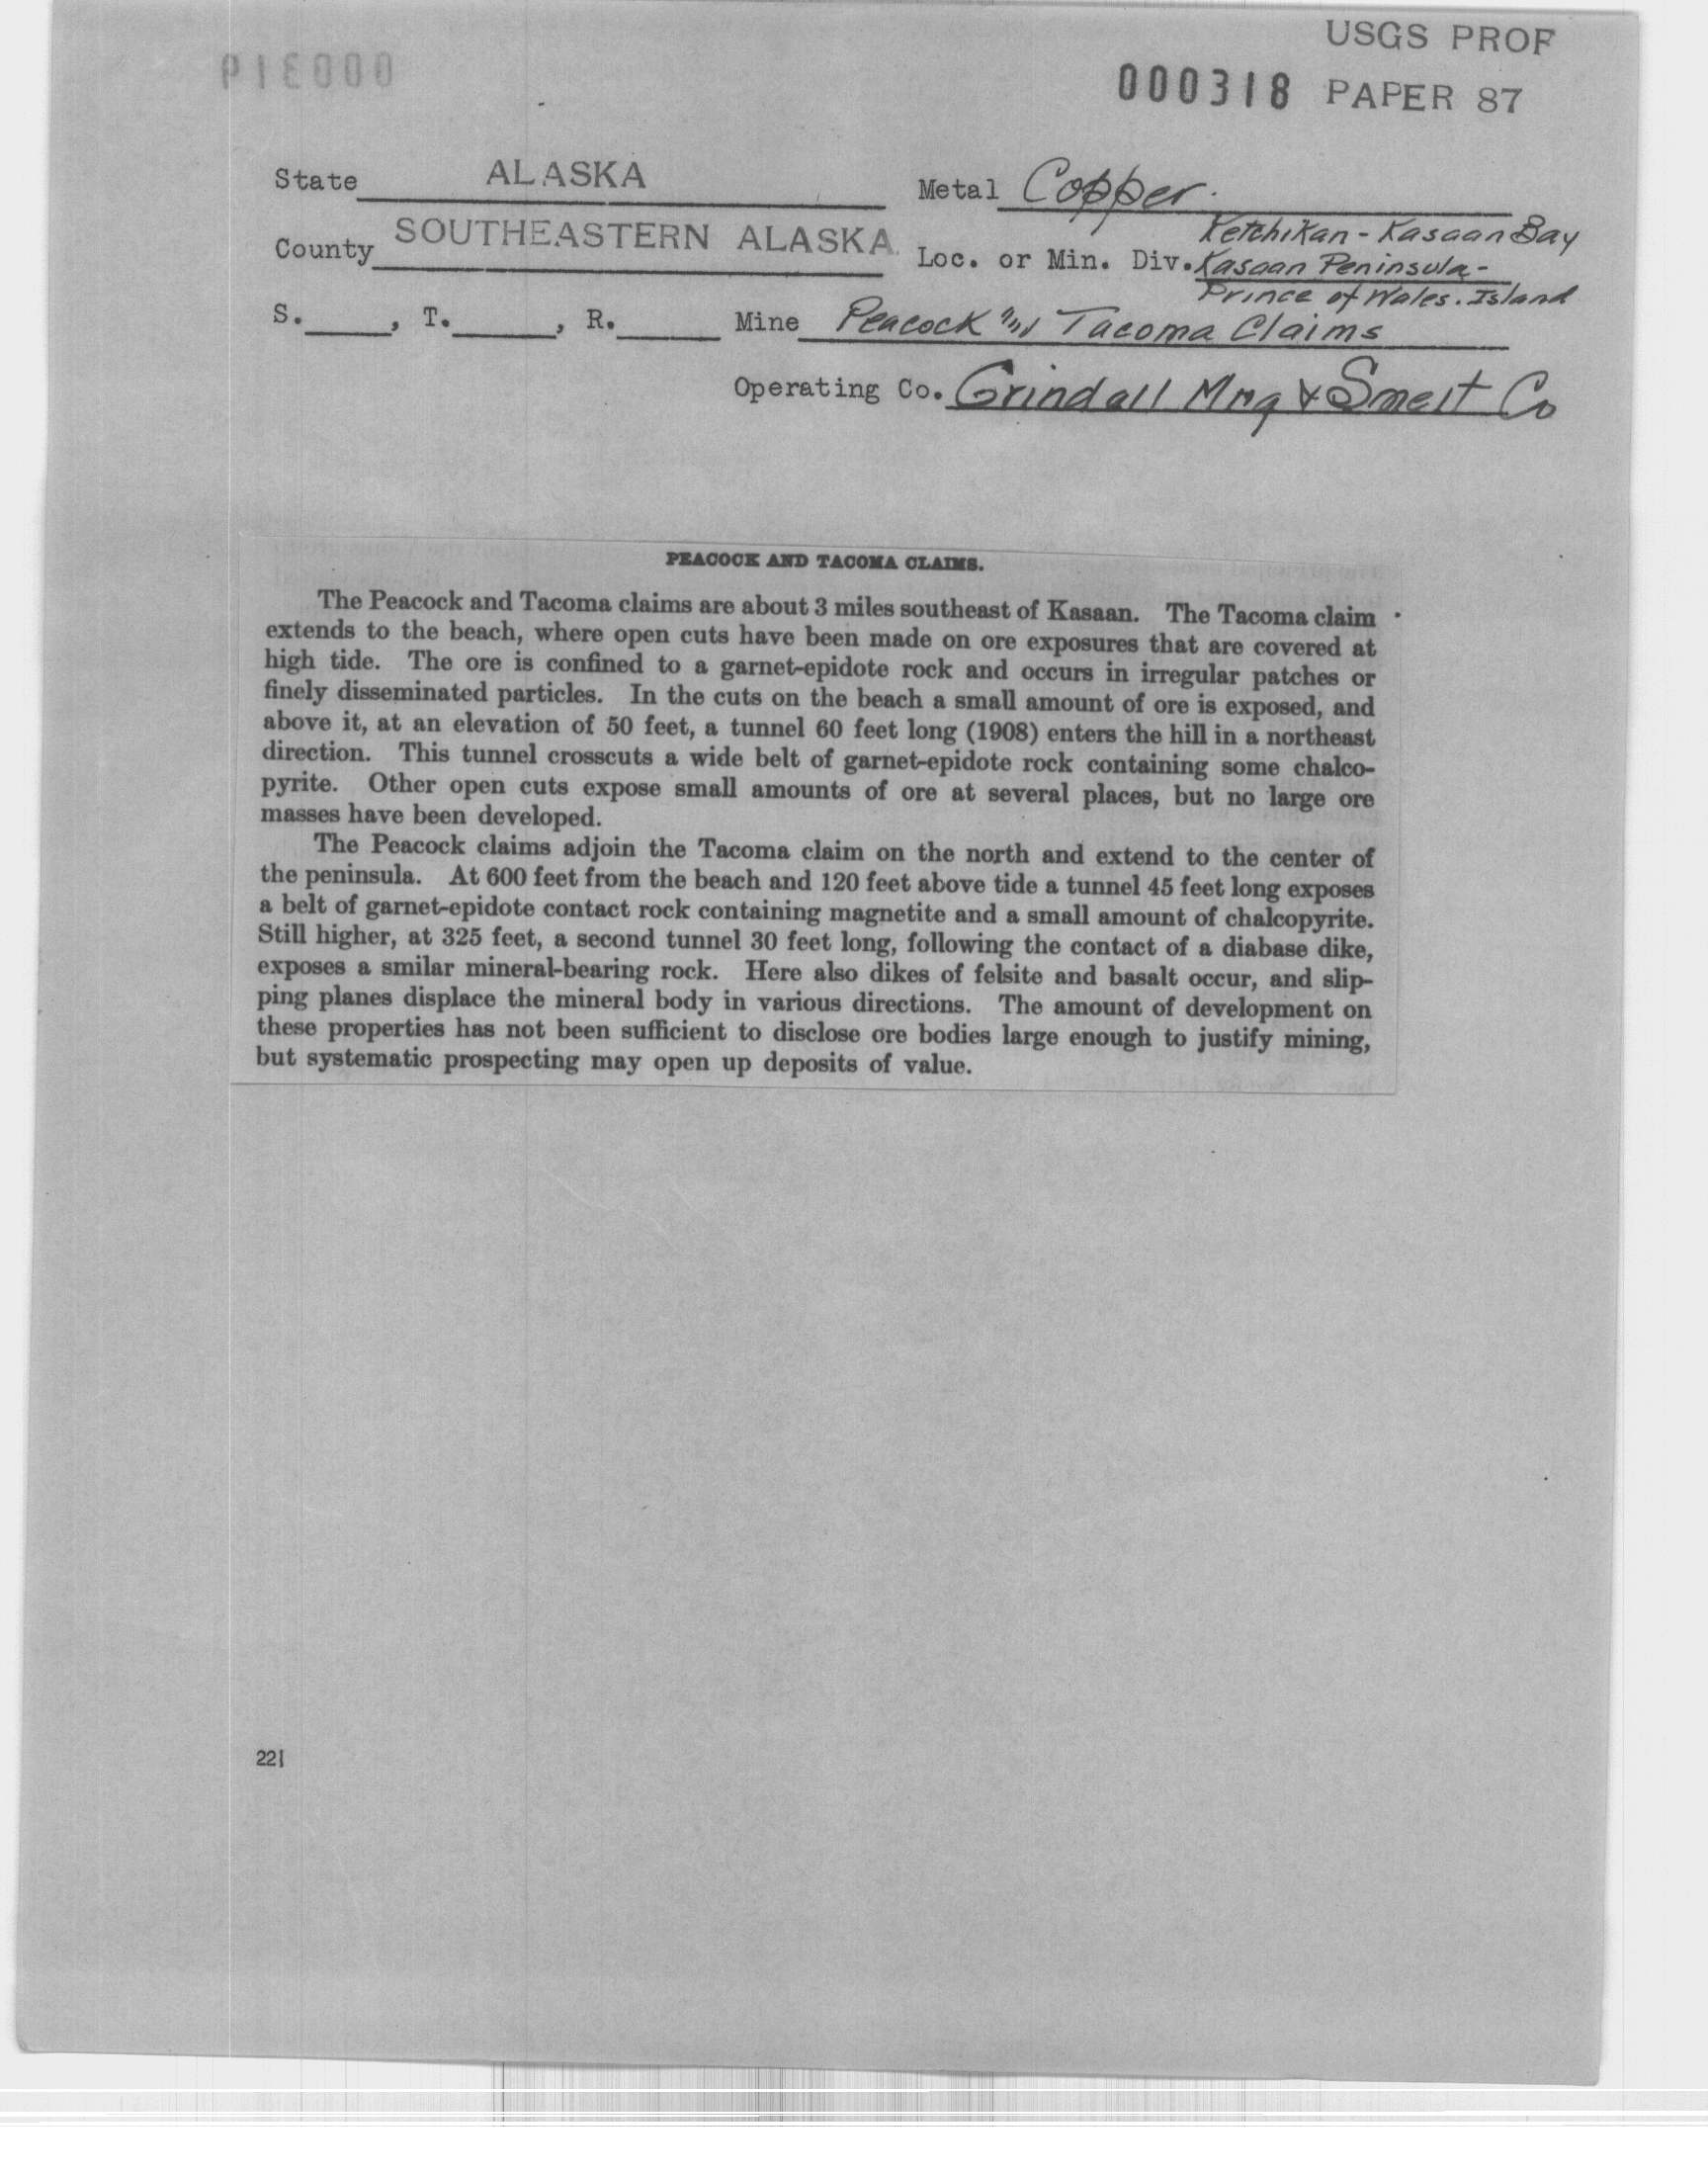 USGS PROF
000318 PAPER 87
000319
State ALASKA
Metal Copper.
County SOUTHEASTERN ALASKA
Ketchikan - Kasaan Bay
Loc. or Min. Div. Kasaan Peninsula -
Prince of Wales. Island
S. , T. , R. Mine Peacock and Tacoma Claims
Operating Co. Grindall Mng & Smelt Co
PEACOCK AND TACOMA CLAIMS.
The Peacock and Tacoma claims are about 3 miles southeast of Kasaan. The Tacoma claim
extends to the beach, where open cuts have been made on ore exposures that are covered at
high tide. The ore is confined to a garnet-epidote rock and occurs in irregular patches or
finely disseminated particles. In the cuts on the beach a small amount of ore is exposed, and
above it, at an elevation of 50 feet, a tunnel 60 feet long (1908) enters the hill in a northeast
direction. This tunnel crosscuts a wide belt of garnet-epidote rock containing some chalco-
pyrite. Other open cuts expose small amounts of ore at several places, but no large ore
masses have been developed.
The Peacock claims adjoin the Tacoma claim on the north and extend to the center of
the peninsula. At 600 feet from the beach and 120 feet above tide a tunnel 45 feet long exposes
a belt of garnet-epidote contact rock containing magnetite and a small amount of chalcopyrite.
Still higher, at 325 feet, a second tunnel 30 feet long, following the contact of a diabase dike,
exposes a smilar mineral-bearing rock. Here also dikes of felsite and basalt occur, and slip-
ping planes displace the mineral body in various directions. The amount of development on
these properties has not been sufficient to disclose ore bodies large enough to justify mining,
but systematic prospecting may open up deposits of value.
221